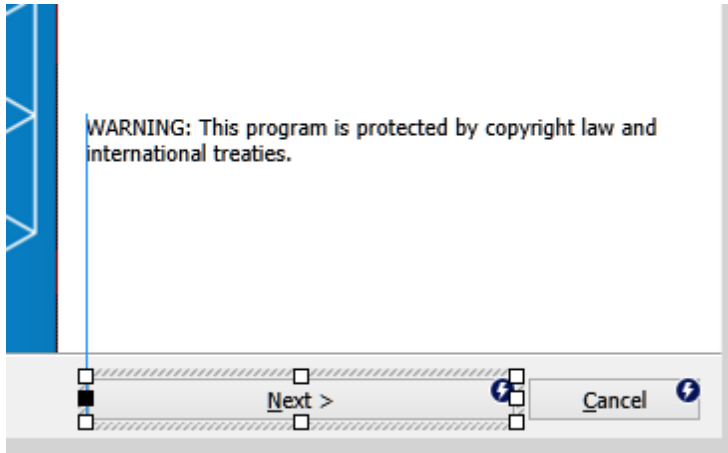 WARNING: This program is protected by copyright law and
international treaties.
Next >
Cancel